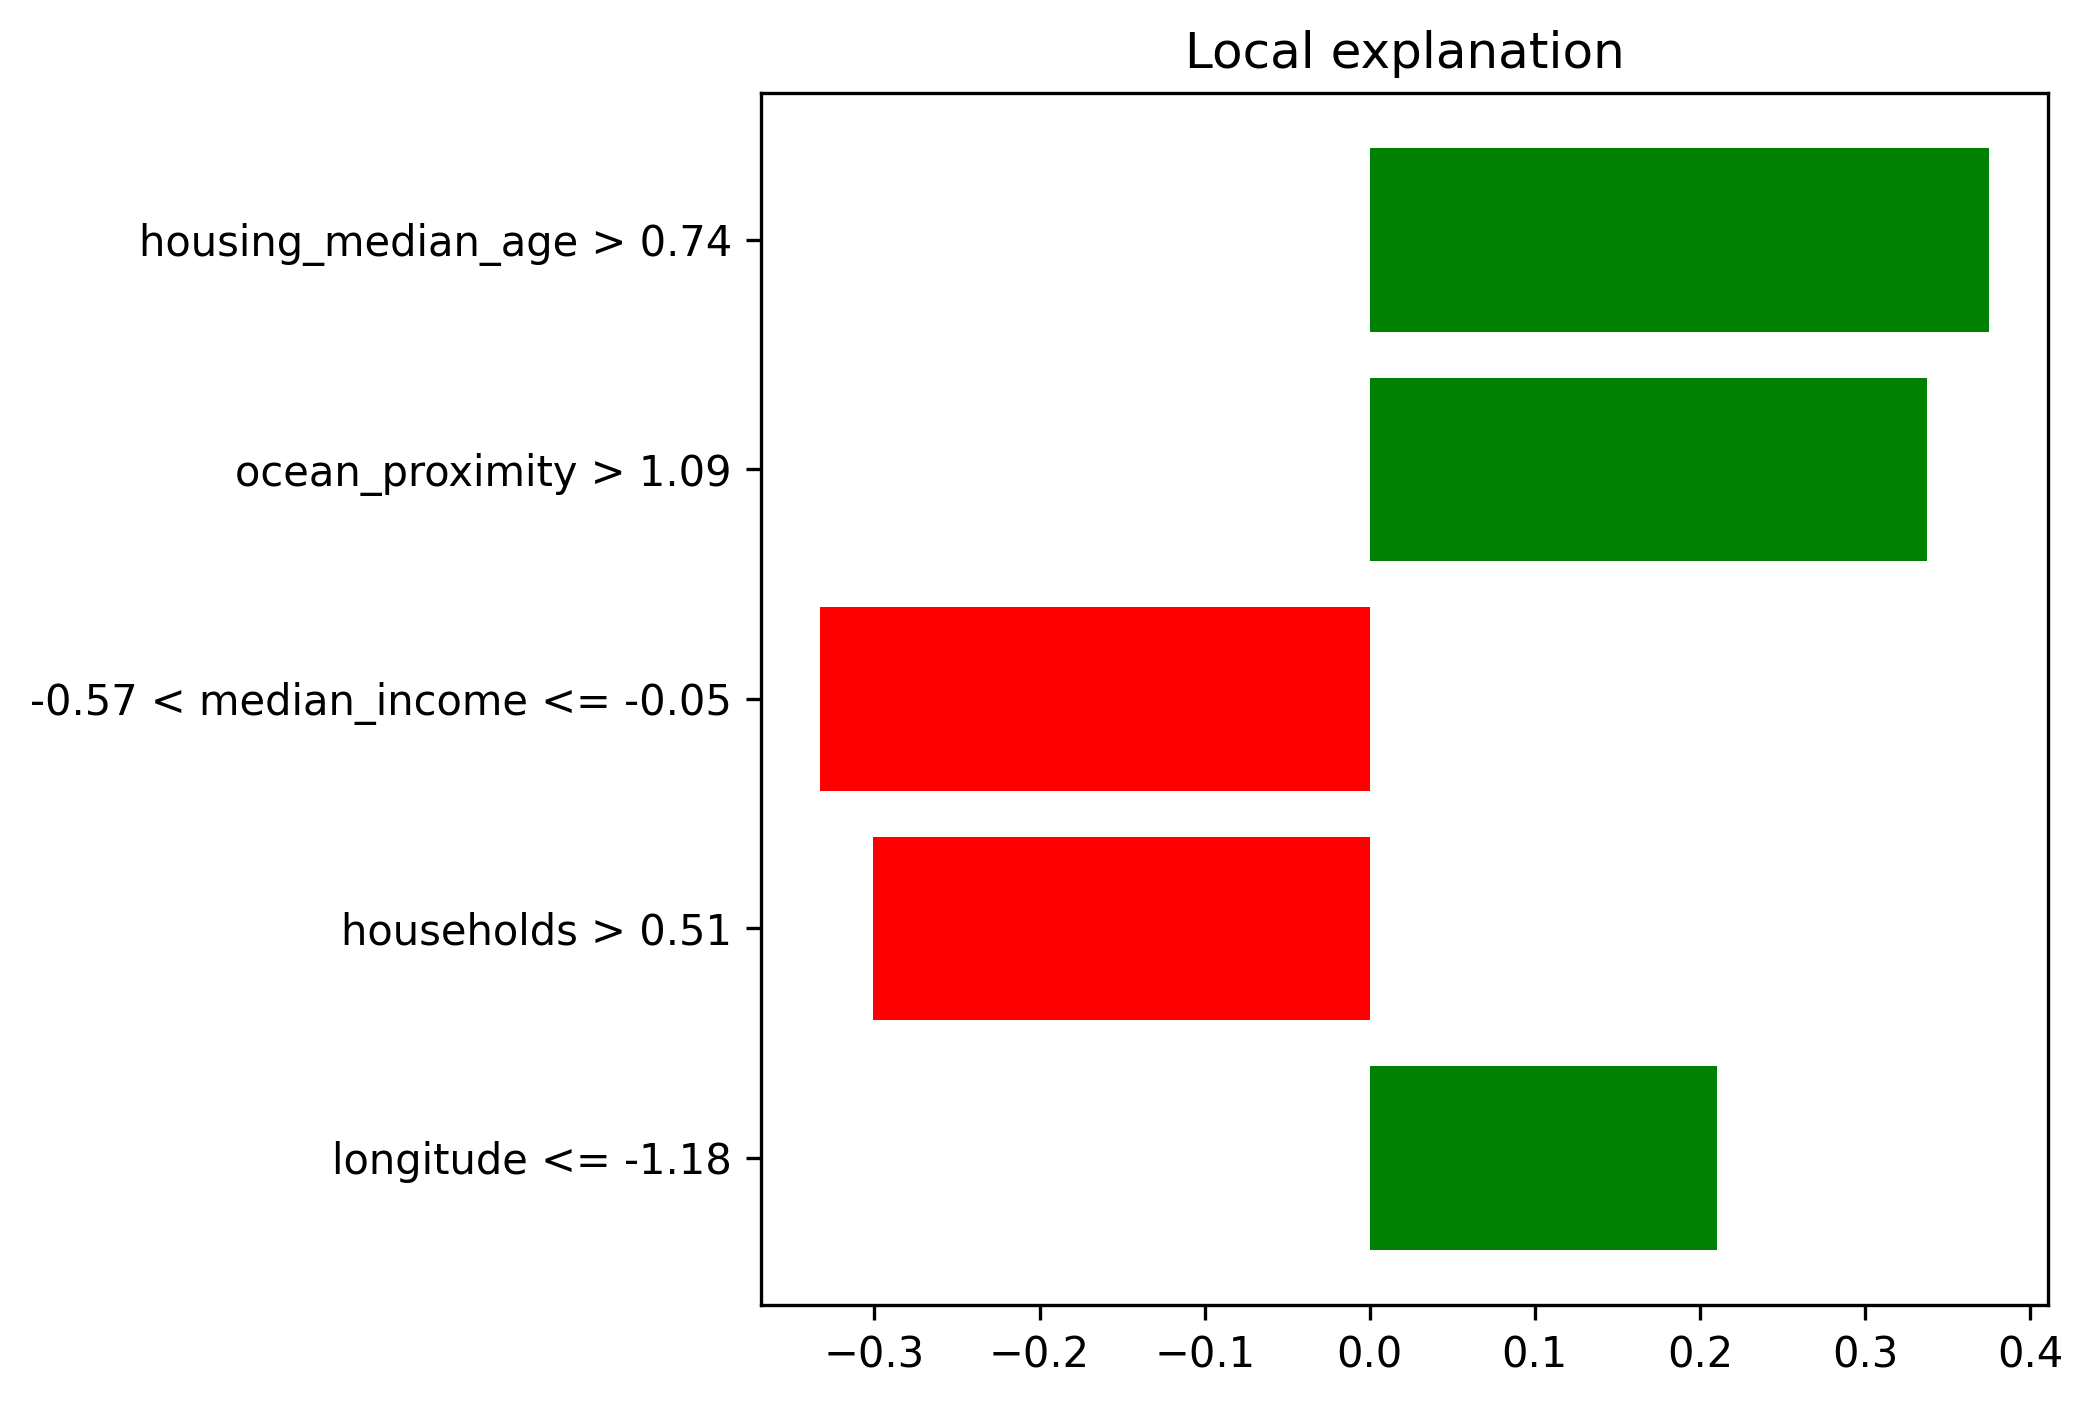 Local explanation
housing_median_age > 0.74
ocean_proximity > 1.09
-0.57 < median_income <= -0.05
households > 0.51
longitude <= -1.18
−0.3 −0.2 −0.1 0.0 0.1 0.2 0.3 0.4